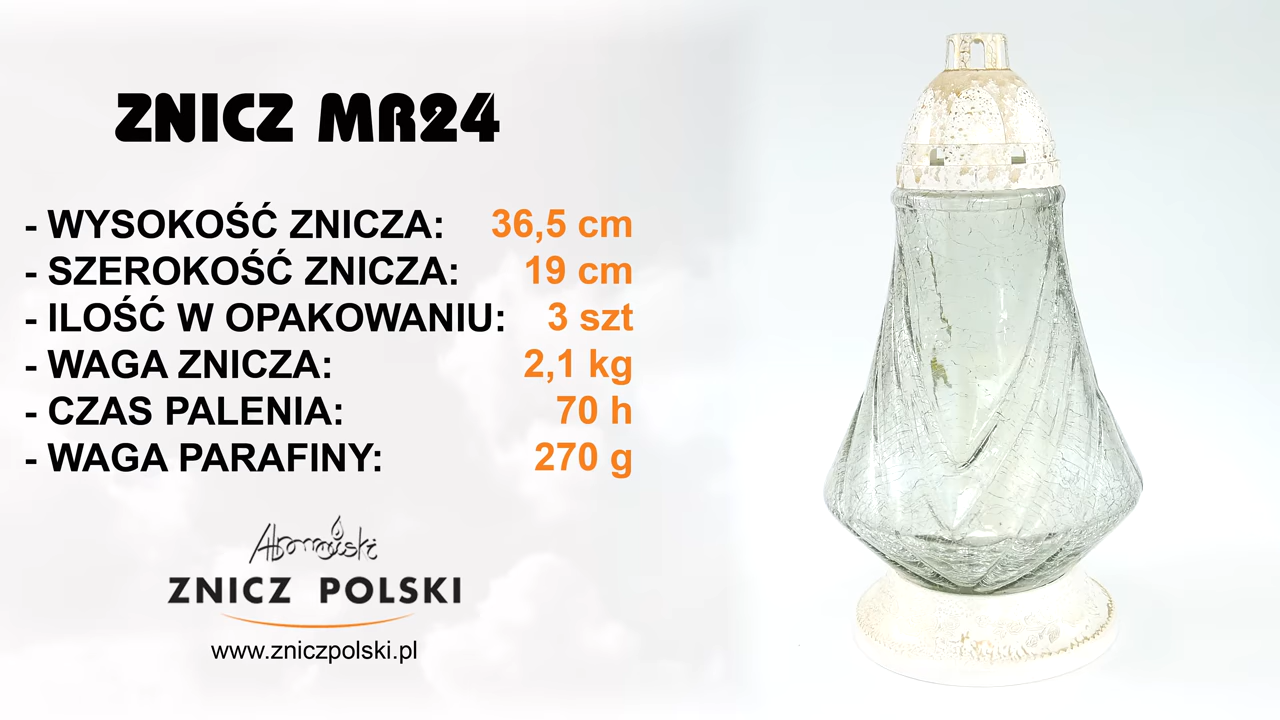 ZNICZ MR24
- WYSOKOŚĆ ZNICZA: 36,5 cm
- SZEROKOŚĆ ZNICZA: 19 cm
- ILOŚĆ W OPAKOWANIU: 3 szt
- WAGA ZNICZA: 2,1 kg
- CZAS PALENIA: 70 h
- WAGA PARAFINY: 270 g
ZNICZ POLSKI
www.zniczpolski.pl